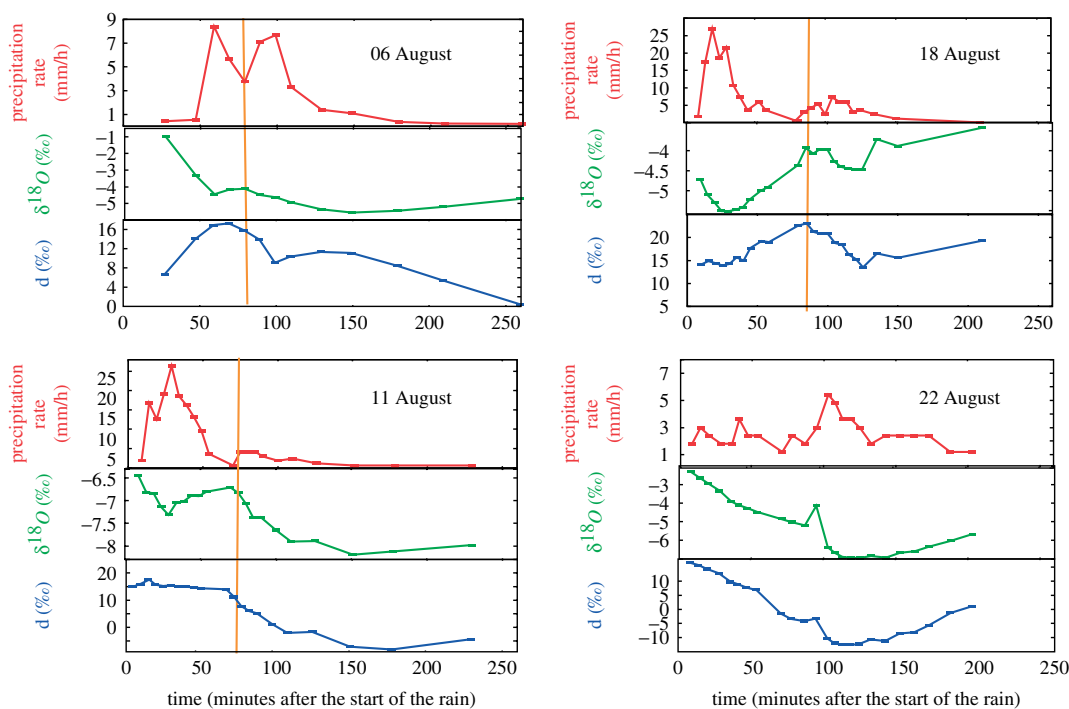 06 August
precipitation
rate
(mm/h)
9
7
5
3
1
δ18O (‰)
−1
−2
−3
−4
−5
d (‰)
16
12
8
4
0
0 50 100 150 200 250
18 August
precipitation
rate
(mm/h)
25
20
15
10
5
δ18O (‰)
−4
−4.5
−5
d (‰)
25
20
15
10
5
0 50 100 150 200 250
11 August
precipitation
rate
(mm/h)
25
20
15
10
5
δ18O (‰)
−6.5
−7
−7.5
−8
d (‰)
20
10
0
0 50 100 150 200 250
time (minutes after the start of the rain)
22 August
precipitation
rate
(mm/h)
7
5
3
1
δ18O (‰)
−3
−4
−5
−6
d (‰)
10
5
0
−5
−10
0 50 100 150 200 250
time (minutes after the start of the rain)